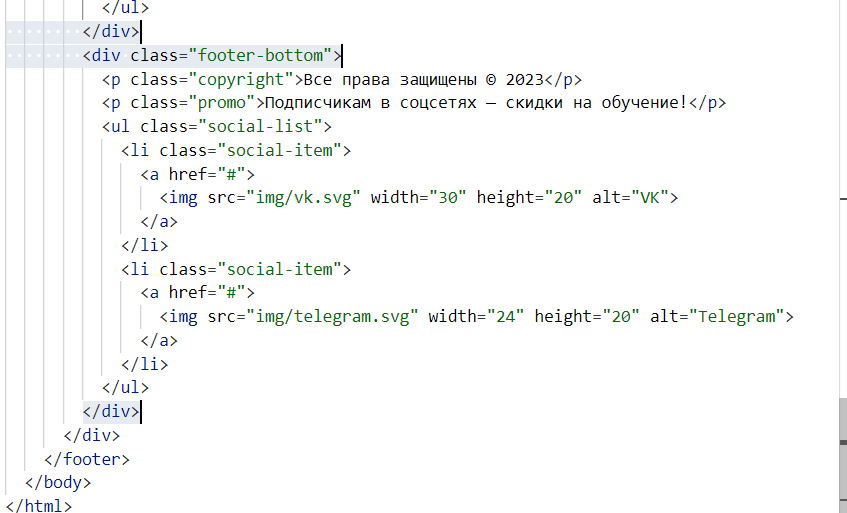 </ul>
</div>
<div class="footer-bottom">
<p class="copyright">Все права защищены © 2023</p>
<p class="promo">Подписчикам в соцсетях — скидки на обучение!</p>
<ul class="social-list">
<li class="social-item">
<a href="#">
<img src="img/vk.svg" width="30" height="20" alt="VK">
</a>
</li>
<li class="social-item">
<a href="#">
<img src="img/telegram.svg" width="24" height="20" alt="Telegram">
</a>
</li>
</ul>
</div>
</div>
</footer>
</body>
</html>